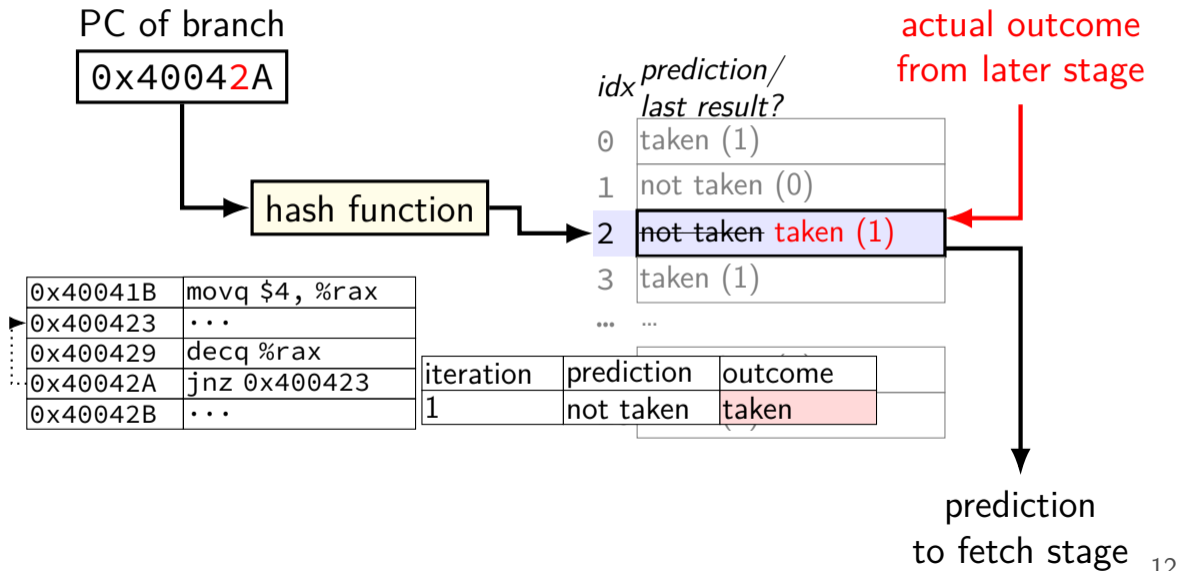 PC of branch
0x40042A
hash function
idx
prediction/
last result?
0 taken (1)
1 not taken (0)
2 not taken taken (1)
3 taken (1)
... ...
actual outcome
from later stage
0x40041B movq $4, %rax
0x400423 ...
0x400429 decq %rax
0x40042A jnz 0x400423
0x40042B ...
iteration prediction outcome
1 not taken taken
prediction
to fetch stage
12